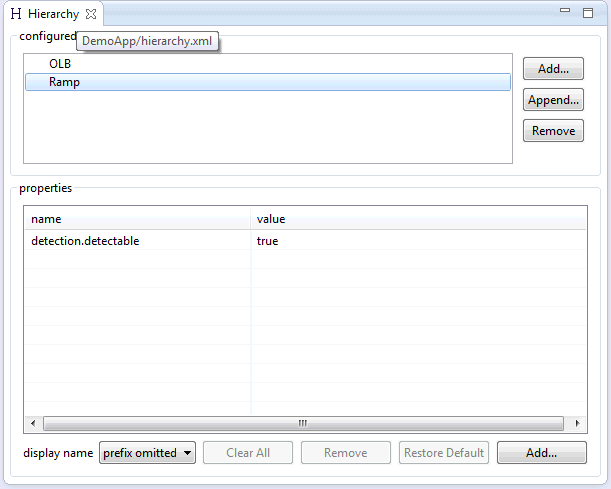 Hierarchy
configured
DemoApp/hierarchy.xml
OLB
Ramp
Add...
Append...
Remove
properties
name value
detection.detectable true
display name prefix omitted Clear All Remove Restore Default Add...